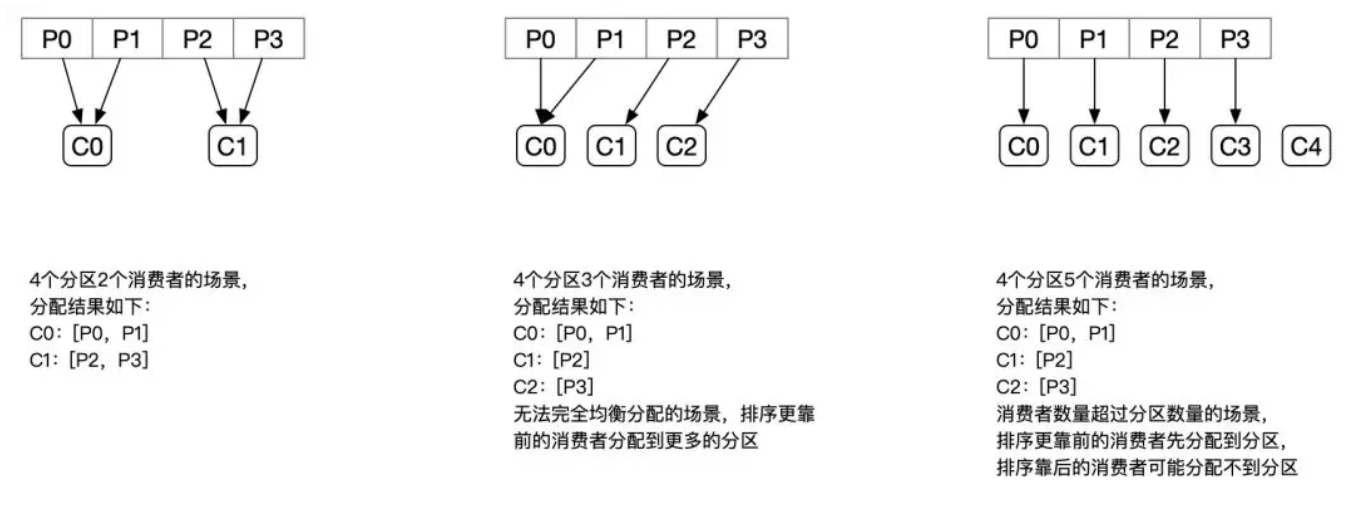 P0 P1 P2 P3
C0 C1
4个分区2个消费者的场景，
分配结果如下：
C0：[P0，P1]
C1：[P2，P3]
P0 P1 P2 P3
C0 C1 C2
4个分区3个消费者的场景，
分配结果如下：
C0：[P0，P1]
C1：[P2]
C2：[P3]
无法完全均衡分配的场景，排序更靠
前的消费者分配到更多的分区
P0 P1 P2 P3
C0 C1 C2 C3 C4
4个分区5个消费者的场景，
分配结果如下：
C0：[P0，P1]
C1：[P2]
C2：[P3]
消费者数量超过分区数量的场景，
排序更靠前的消费者先分配到分区，
排序靠后的消费者可能分配不到分区